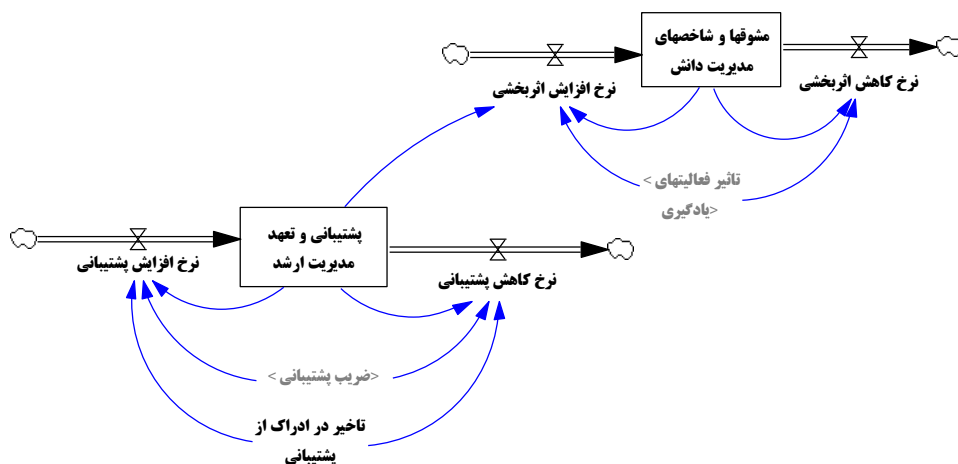 مشوقها و شاخصهای
مدیریت دانش
نرخ افزایش اثربخشی
نرخ کاهش اثربخشی
تاثیر فعالیتهای >
<یادگیری
پشتیبانی و تعهد
مدیریت ارشد
نرخ افزایش پشتیبانی
نرخ کاهش پشتیبانی
<ضریب پشتیبانی >
تاخیر در ادراک از
پشتیبانی